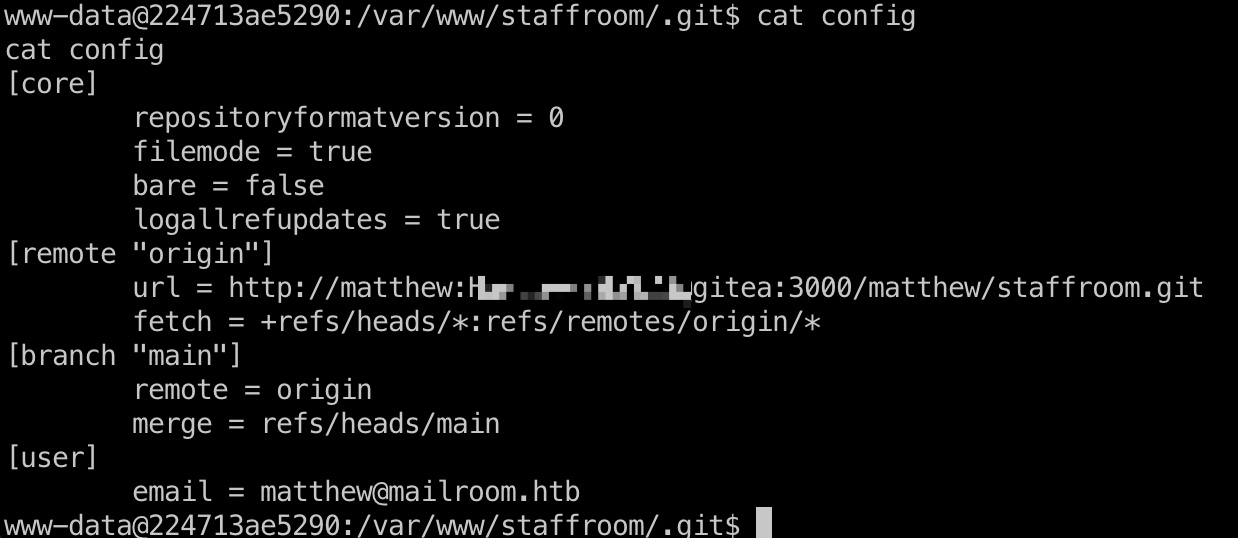 www-data@224713ae5290:/var/www/staffroom/.git$ cat config
cat config
[core]
        repositoryformatversion = 0
        filemode = true
        bare = false
        logallrefupdates = true
[remote "origin"]
        url = http://matthew: gitea:3000/matthew/staffroom.git
        fetch = +refs/heads/*:refs/remotes/origin/*
[branch "main"]
        remote = origin
        merge = refs/heads/main
[user]
        email = matthew@mailroom.htb
www-data@224713ae5290:/var/www/staffroom/.git$